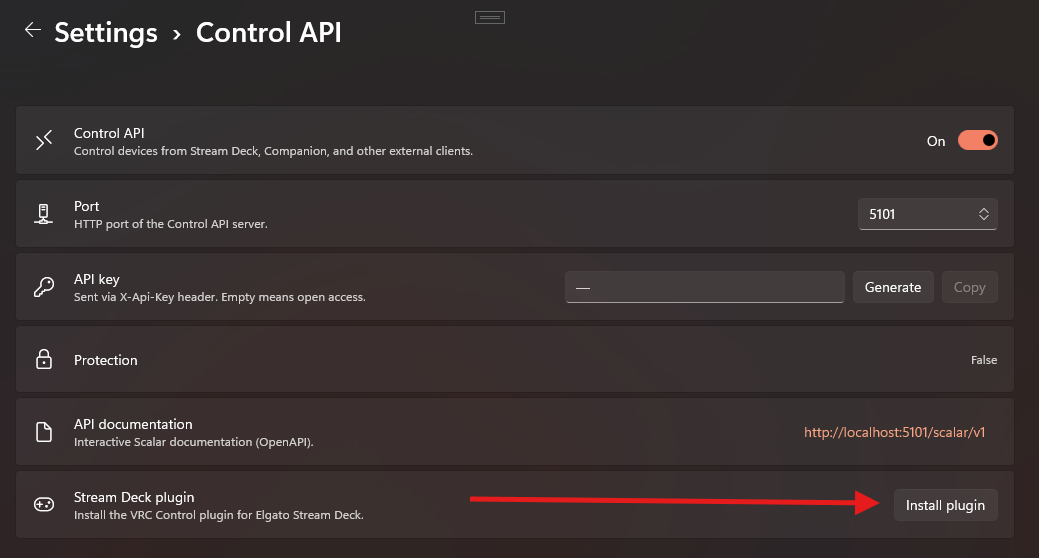 Settings › Control API
Control API
Control devices from Stream Deck, Companion, and other external clients.
On
Port
HTTP port of the Control API server.
5101
API key
Sent via X-Api-Key header. Empty means open access.
—
Generate
Copy
Protection
False
API documentation
Interactive Scalar documentation (OpenAPI).
http://localhost:5101/scalar/v1
Stream Deck plugin
Install the VRC Control plugin for Elgato Stream Deck.
Install plugin